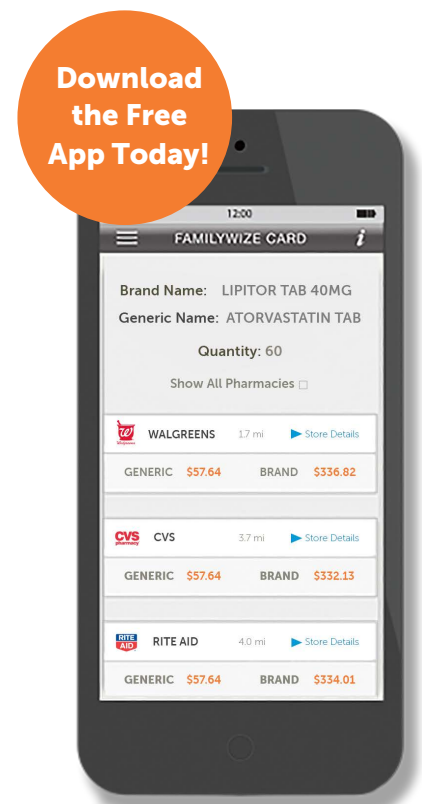 Download
the Free
App Today!
12:00
FAMILYWIZE CARD i
Brand Name: LIPITOR TAB 40MG
Generic Name: ATORVASTATIN TAB
Quantity: 60
Show All Pharmacies
WALGREENS 1.7 mi Store Details
GENERIC $57.64 BRAND $336.82
CVS pharmacy CVS 3.7 mi Store Details
GENERIC $57.64 BRAND $332.13
RITE AID RITE AID 4.0 mi Store Details
GENERIC $57.64 BRAND $334.01